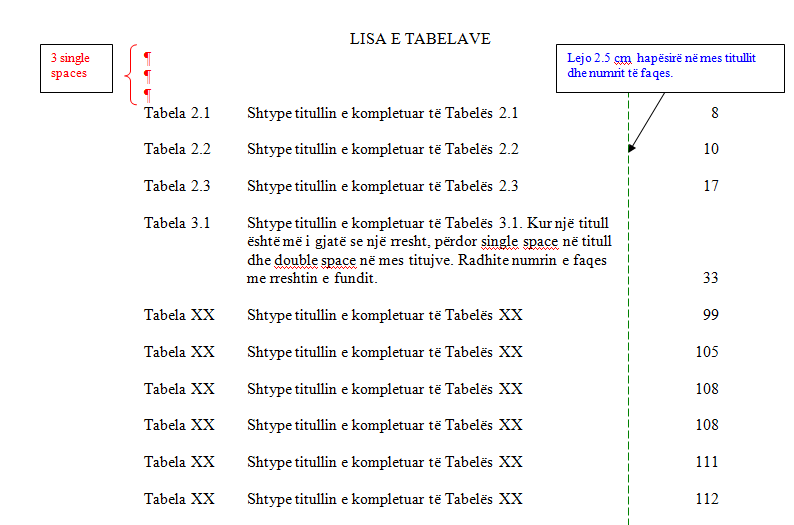 LISA E TABELAVE
3 single
spaces
¶
¶
¶
Lejo 2.5 cm hapësirë në mes titullit
dhe numrit të faqes.
Tabela 2.1 Shtype titullin e kompletuar të Tabelës 2.1 8
Tabela 2.2 Shtype titullin e kompletuar të Tabelës 2.2 10
Tabela 2.3 Shtype titullin e kompletuar të Tabelës 2.3 17
Tabela 3.1 Shtype titullin e kompletuar të Tabelës 3.1. Kur një titull
është më i gjatë se një rresht, përdor single space në titull
dhe double space në mes titujve. Radhite numrin e faqes
me rreshtin e fundit. 33
Tabela XX Shtype titullin e kompletuar të Tabelës XX 99
Tabela XX Shtype titullin e kompletuar të Tabelës XX 105
Tabela XX Shtype titullin e kompletuar të Tabelës XX 108
Tabela XX Shtype titullin e kompletuar të Tabelës XX 108
Tabela XX Shtype titullin e kompletuar të Tabelës XX 111
Tabela XX Shtype titullin e kompletuar të Tabelës XX 112